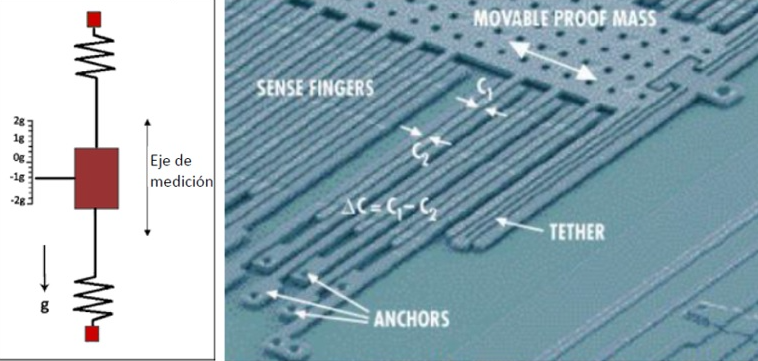 2g
1g
0g
-1g
-2g
Eje de
medición
g
MOVABLE PROOF MASS
SENSE FINGERS
C1
C2
ΔC = C1 - C2
TETHER
ANCHORS